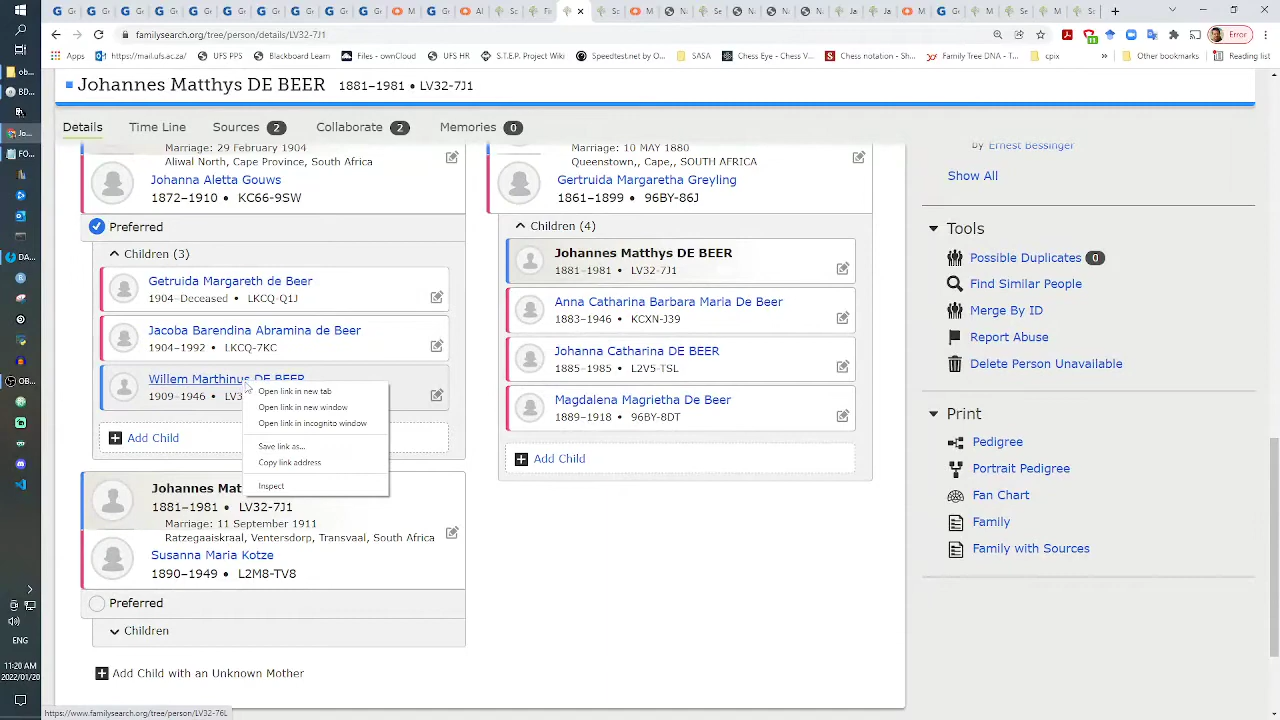 familysearch.org/tree/person/details/LV32-7J1
Error
Apps
https://mail.ufs.ac.za/
UFS PPS
Blackboard Learn
Files - ownCloud
UFS HR
S.T.E.P. Project Wiki
Speedtest.net by O...
SASA
Chess Eye - Chess V...
Chess notation - Sh...
Family Tree DNA - T...
cpix
»
Other bookmarks
Reading list
Johannes Matthys DE BEER 1881–1981 • LV32-7J1
Details
Time Line
Sources 2
Collaborate 2
Memories 0
Marriage: 29 February 1904
Aliwal North, Cape Province, South Africa
Johanna Aletta Gouws
1872–1910 • KC66-9SW
Preferred
Children (3)
Getruida Margareth de Beer
1904–Deceased • LKCQ-Q1J
Jacoba Barendina Abramina de Beer
1904–1992 • LKCQ-7KC
Willem Marthinus DE BEER
1909–1946 • LV3
Open link in new tab
Open link in new window
Open link in incognito window
Save link as...
Copy link address
Inspect
Add Child
Johannes Mat
1881–1981 • LV32-7J1
Marriage: 11 September 1911
Ratzegaaiskraal, Ventersdorp, Transvaal, South Africa
Susanna Maria Kotze
1890–1949 • L2M8-TV8
Preferred
Children
Add Child with an Unknown Mother
Marriage: 10 MAY 1880
Queenstown,, Cape,, SOUTH AFRICA
Gertruida Margaretha Greyling
1861–1899 • 96BY-86J
Children (4)
Johannes Matthys DE BEER
1881–1981 • LV32-7J1
Anna Catharina Barbara Maria De Beer
1883–1946 • KCXN-J39
Johanna Catharina DE BEER
1885–1985 • L2V5-TSL
Magdalena Magrietha De Beer
1889–1918 • 96BY-8DT
Add Child
by Ernest Bessinger
Show All
Tools
Possible Duplicates 0
Find Similar People
Merge By ID
Report Abuse
Delete Person Unavailable
Print
Pedigree
Portrait Pedigree
Fan Chart
Family
Family with Sources
ENG
11:20 AM
2022/01/20
https://www.familysearch.org/tree/person/LV32-76L